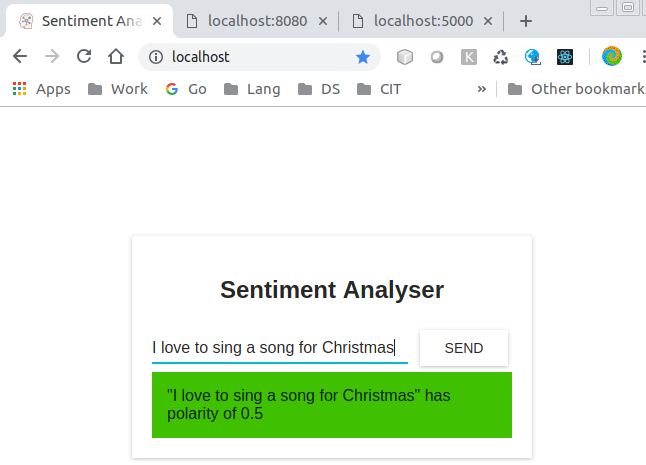 Sentiment Ana
localhost:8080
localhost:5000
localhost
K
Apps
Work
G Go
Lang
DS
CIT
» Other bookmarks
Sentiment Analyser
I love to sing a song for Christmas
SEND
"I love to sing a song for Christmas" has
polarity of 0.5